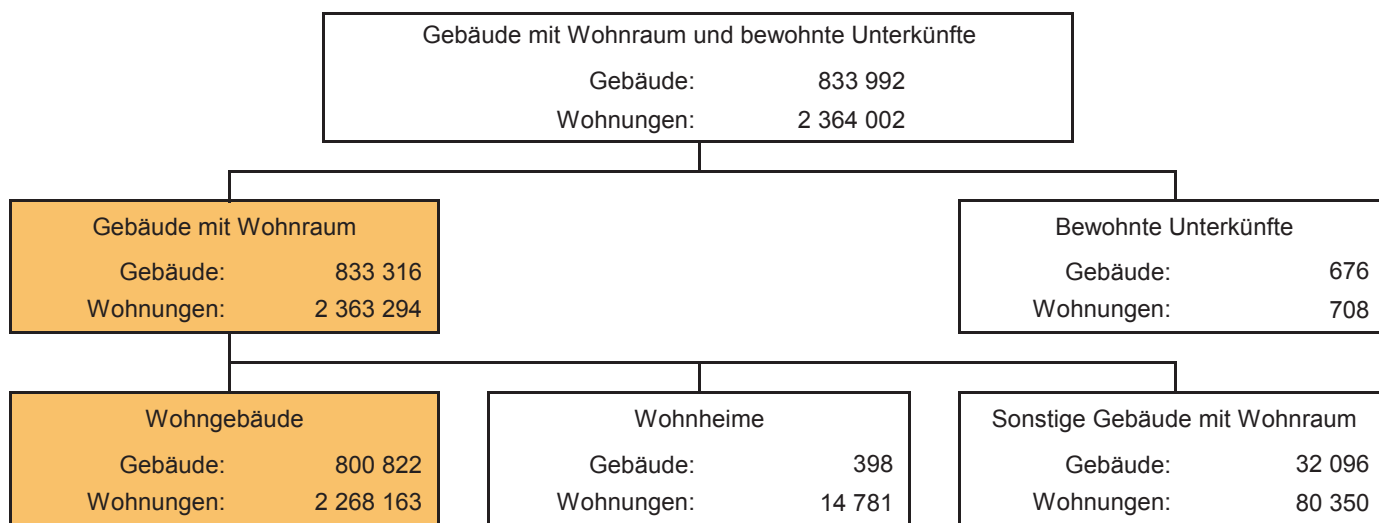 Gebäude mit Wohnraum und bewohnte Unterkünfte
Gebäude: 833 992
Wohnungen: 2 364 002
Gebäude mit Wohnraum
Gebäude: 833 316
Wohnungen: 2 363 294
Bewohnte Unterkünfte
Gebäude: 676
Wohnungen: 708
Wohngebäude
Gebäude: 800 822
Wohnungen: 2 268 163
Wohnheime
Gebäude: 398
Wohnungen: 14 781
Sonstige Gebäude mit Wohnraum
Gebäude: 32 096
Wohnungen: 80 350